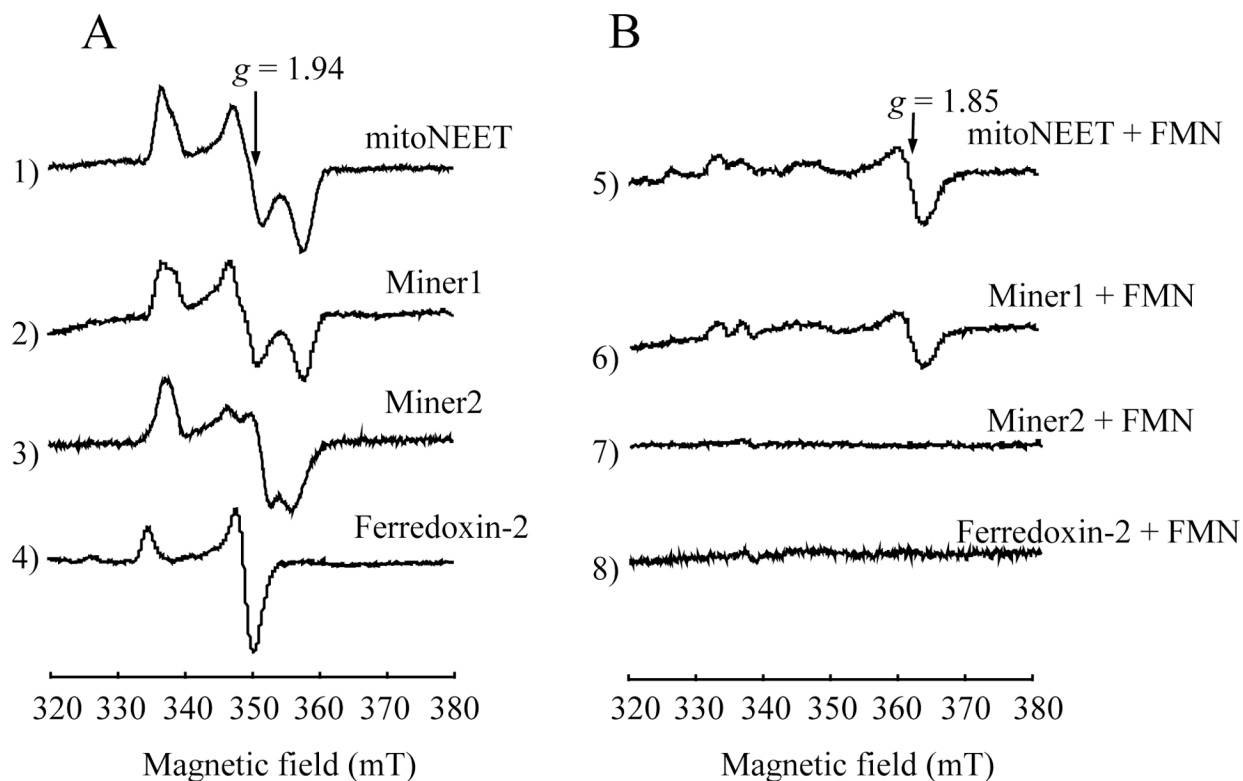 A
g = 1.94
mitoNEET
1)
Miner1
2)
Miner2
3)
Ferredoxin-2
4)
320 330 340 350 360 370 380
Magnetic field (mT)
B
g = 1.85
mitoNEET + FMN
5)
Miner1 + FMN
6)
Miner2 + FMN
7)
Ferredoxin-2 + FMN
8)
320 330 340 350 360 370 380
Magnetic field (mT)